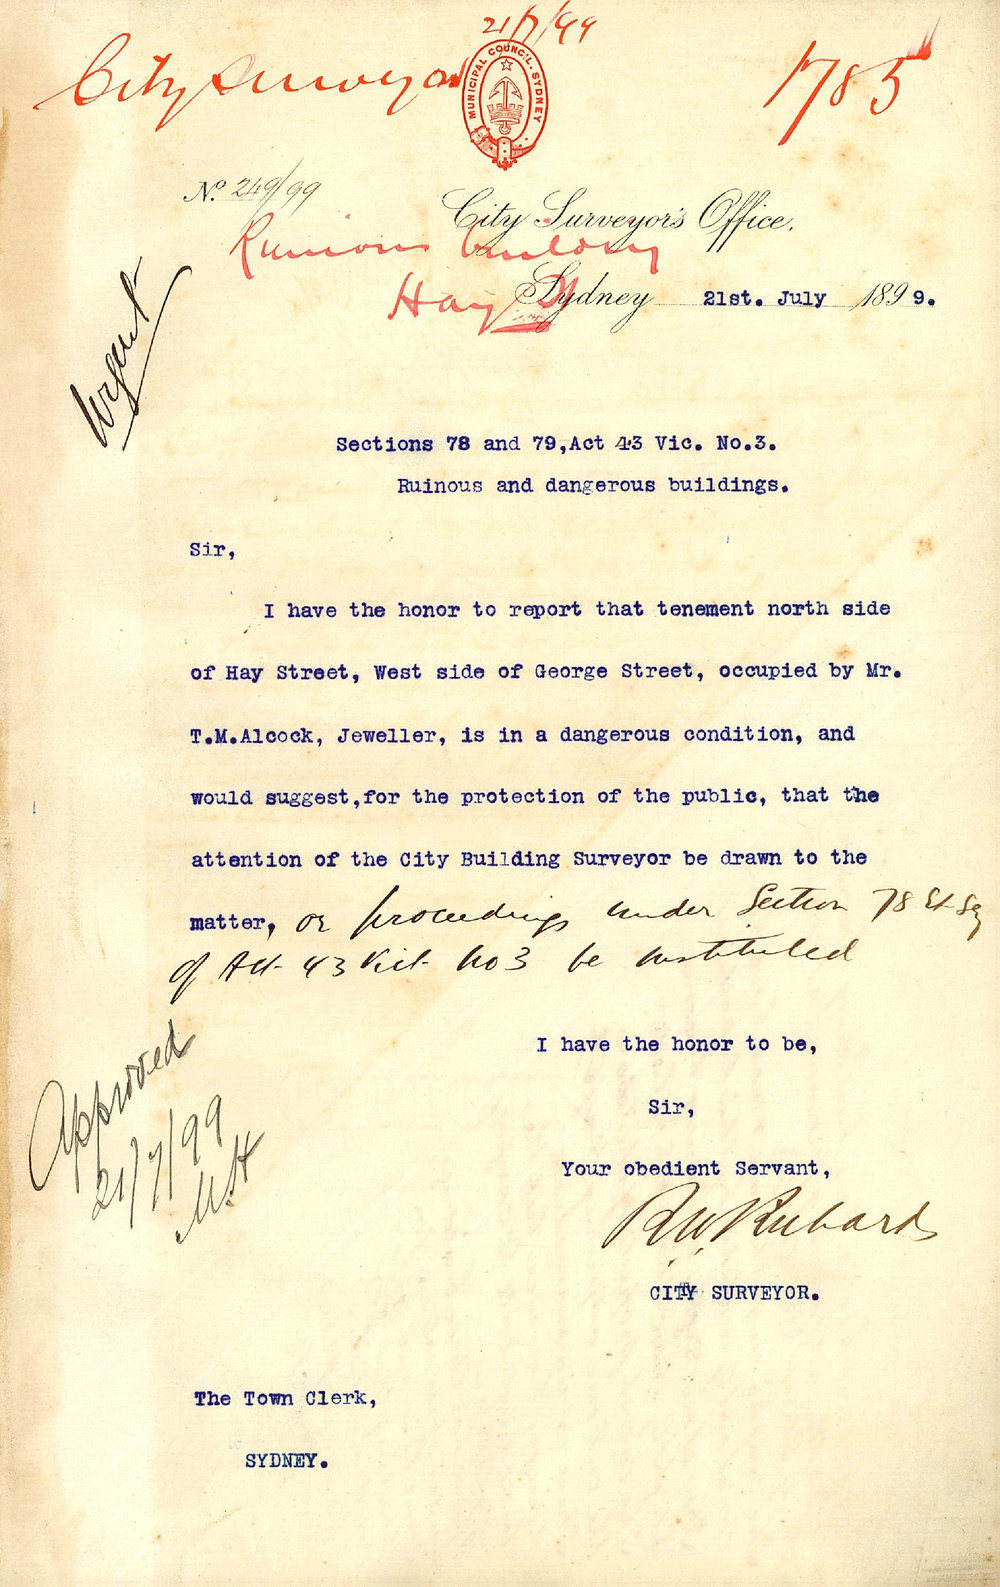 21/7/99
City Surveyor
MUNICIPAL COUNCIL. SYDNEY
1785
No. 249/99
City Surveyor's Office,
Ruinous building
Hay St
Sydney 21st. July 1899.
Urgent
Sections 78 and 79,Act 43 Vic. No.3.
Ruinous and dangerous buildings.
Sir,
I have the honor to report that tenement north side
of Hay Street, West side of George Street, occupied by Mr.
T.M.Alcock, Jeweller, is in a dangerous condition, and
would suggest,for the protection of the public, that the
attention of the City Building Surveyor be drawn to the
matter, or proceedings under Section 78 Et Seq
of Act 43 Vict No 3 be instituted
I have the honor to be,
Approved
21/7/99
Sir,
Your obedient Servant,
R W Richards
CITY SURVEYOR.
The Town Clerk,
SYDNEY.